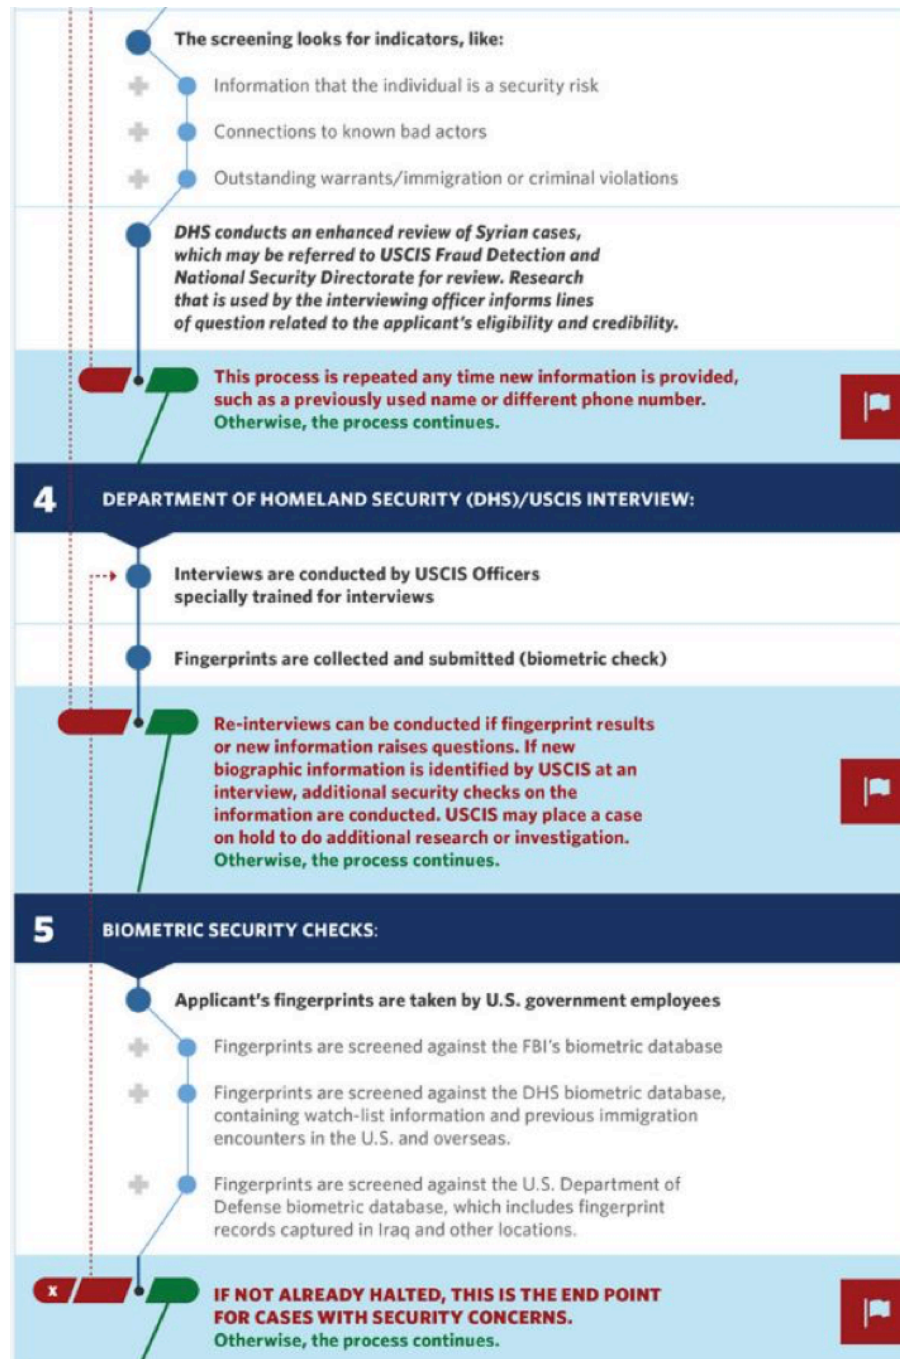 The screening looks for indicators, like:
Information that the individual is a security risk
Connections to known bad actors
Outstanding warrants/immigration or criminal violations
DHS conducts an enhanced review of Syrian cases,
which may be referred to USCIS Fraud Detection and
National Security Directorate for review. Research
that is used by the interviewing officer informs lines
of question related to the applicant's eligibility and credibility.
This process is repeated any time new information is provided,
such as a previously used name or different phone number.
Otherwise, the process continues.
4 DEPARTMENT OF HOMELAND SECURITY (DHS)/USCIS INTERVIEW:
Interviews are conducted by USCIS Officers
specially trained for interviews
Fingerprints are collected and submitted (biometric check)
Re-interviews can be conducted if fingerprint results
or new information raises questions. If new
biographic information is identified by USCIS at an
interview, additional security checks on the
information are conducted. USCIS may place a case
on hold to do additional research or investigation.
Otherwise, the process continues.
5 BIOMETRIC SECURITY CHECKS:
Applicant's fingerprints are taken by U.S. government employees
Fingerprints are screened against the FBI's biometric database
Fingerprints are screened against the DHS biometric database,
containing watch-list information and previous immigration
encounters in the U.S. and overseas.
Fingerprints are screened against the U.S. Department of
Defense biometric database, which includes fingerprint
records captured in Iraq and other locations.
x
IF NOT ALREADY HALTED, THIS IS THE END POINT
FOR CASES WITH SECURITY CONCERNS.
Otherwise, the process continues.